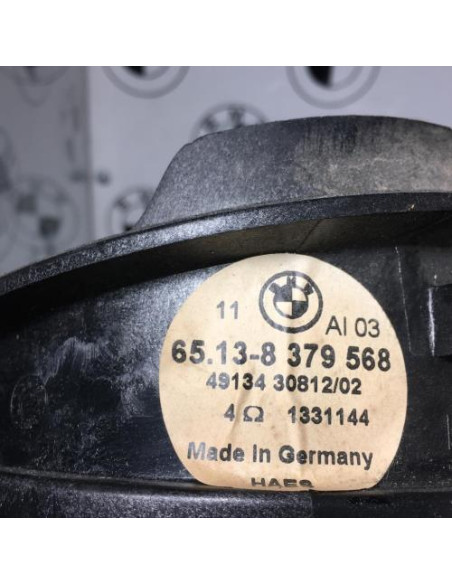 11 AI 03
65.13-8 379 568
49134 30812/02
4Ω 1331144
Made In Germany